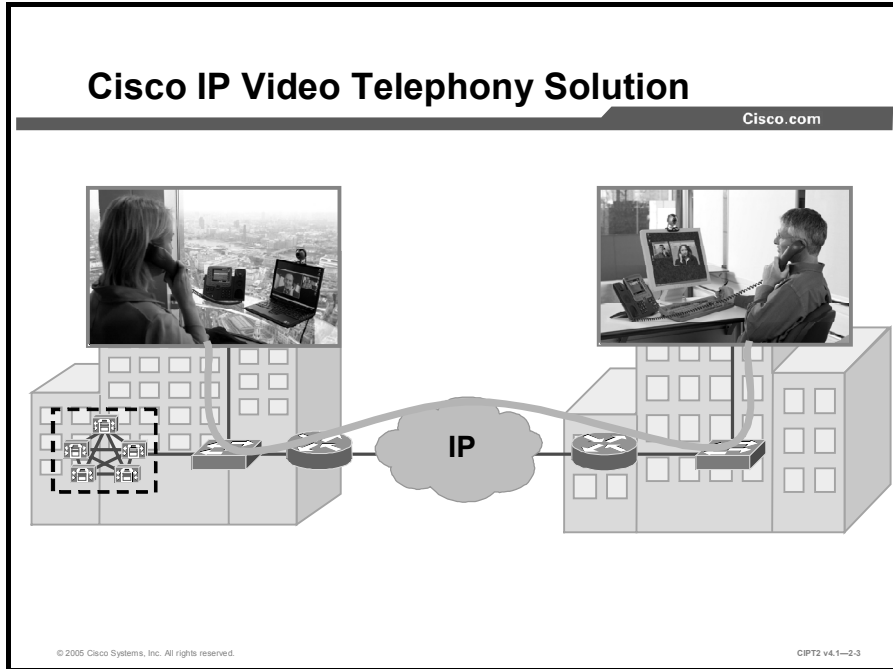 Cisco IP Video Telephony Solution
Cisco.com
IP
© 2005 Cisco Systems, Inc. All rights reserved.
CIPT2 v4.1—2-3